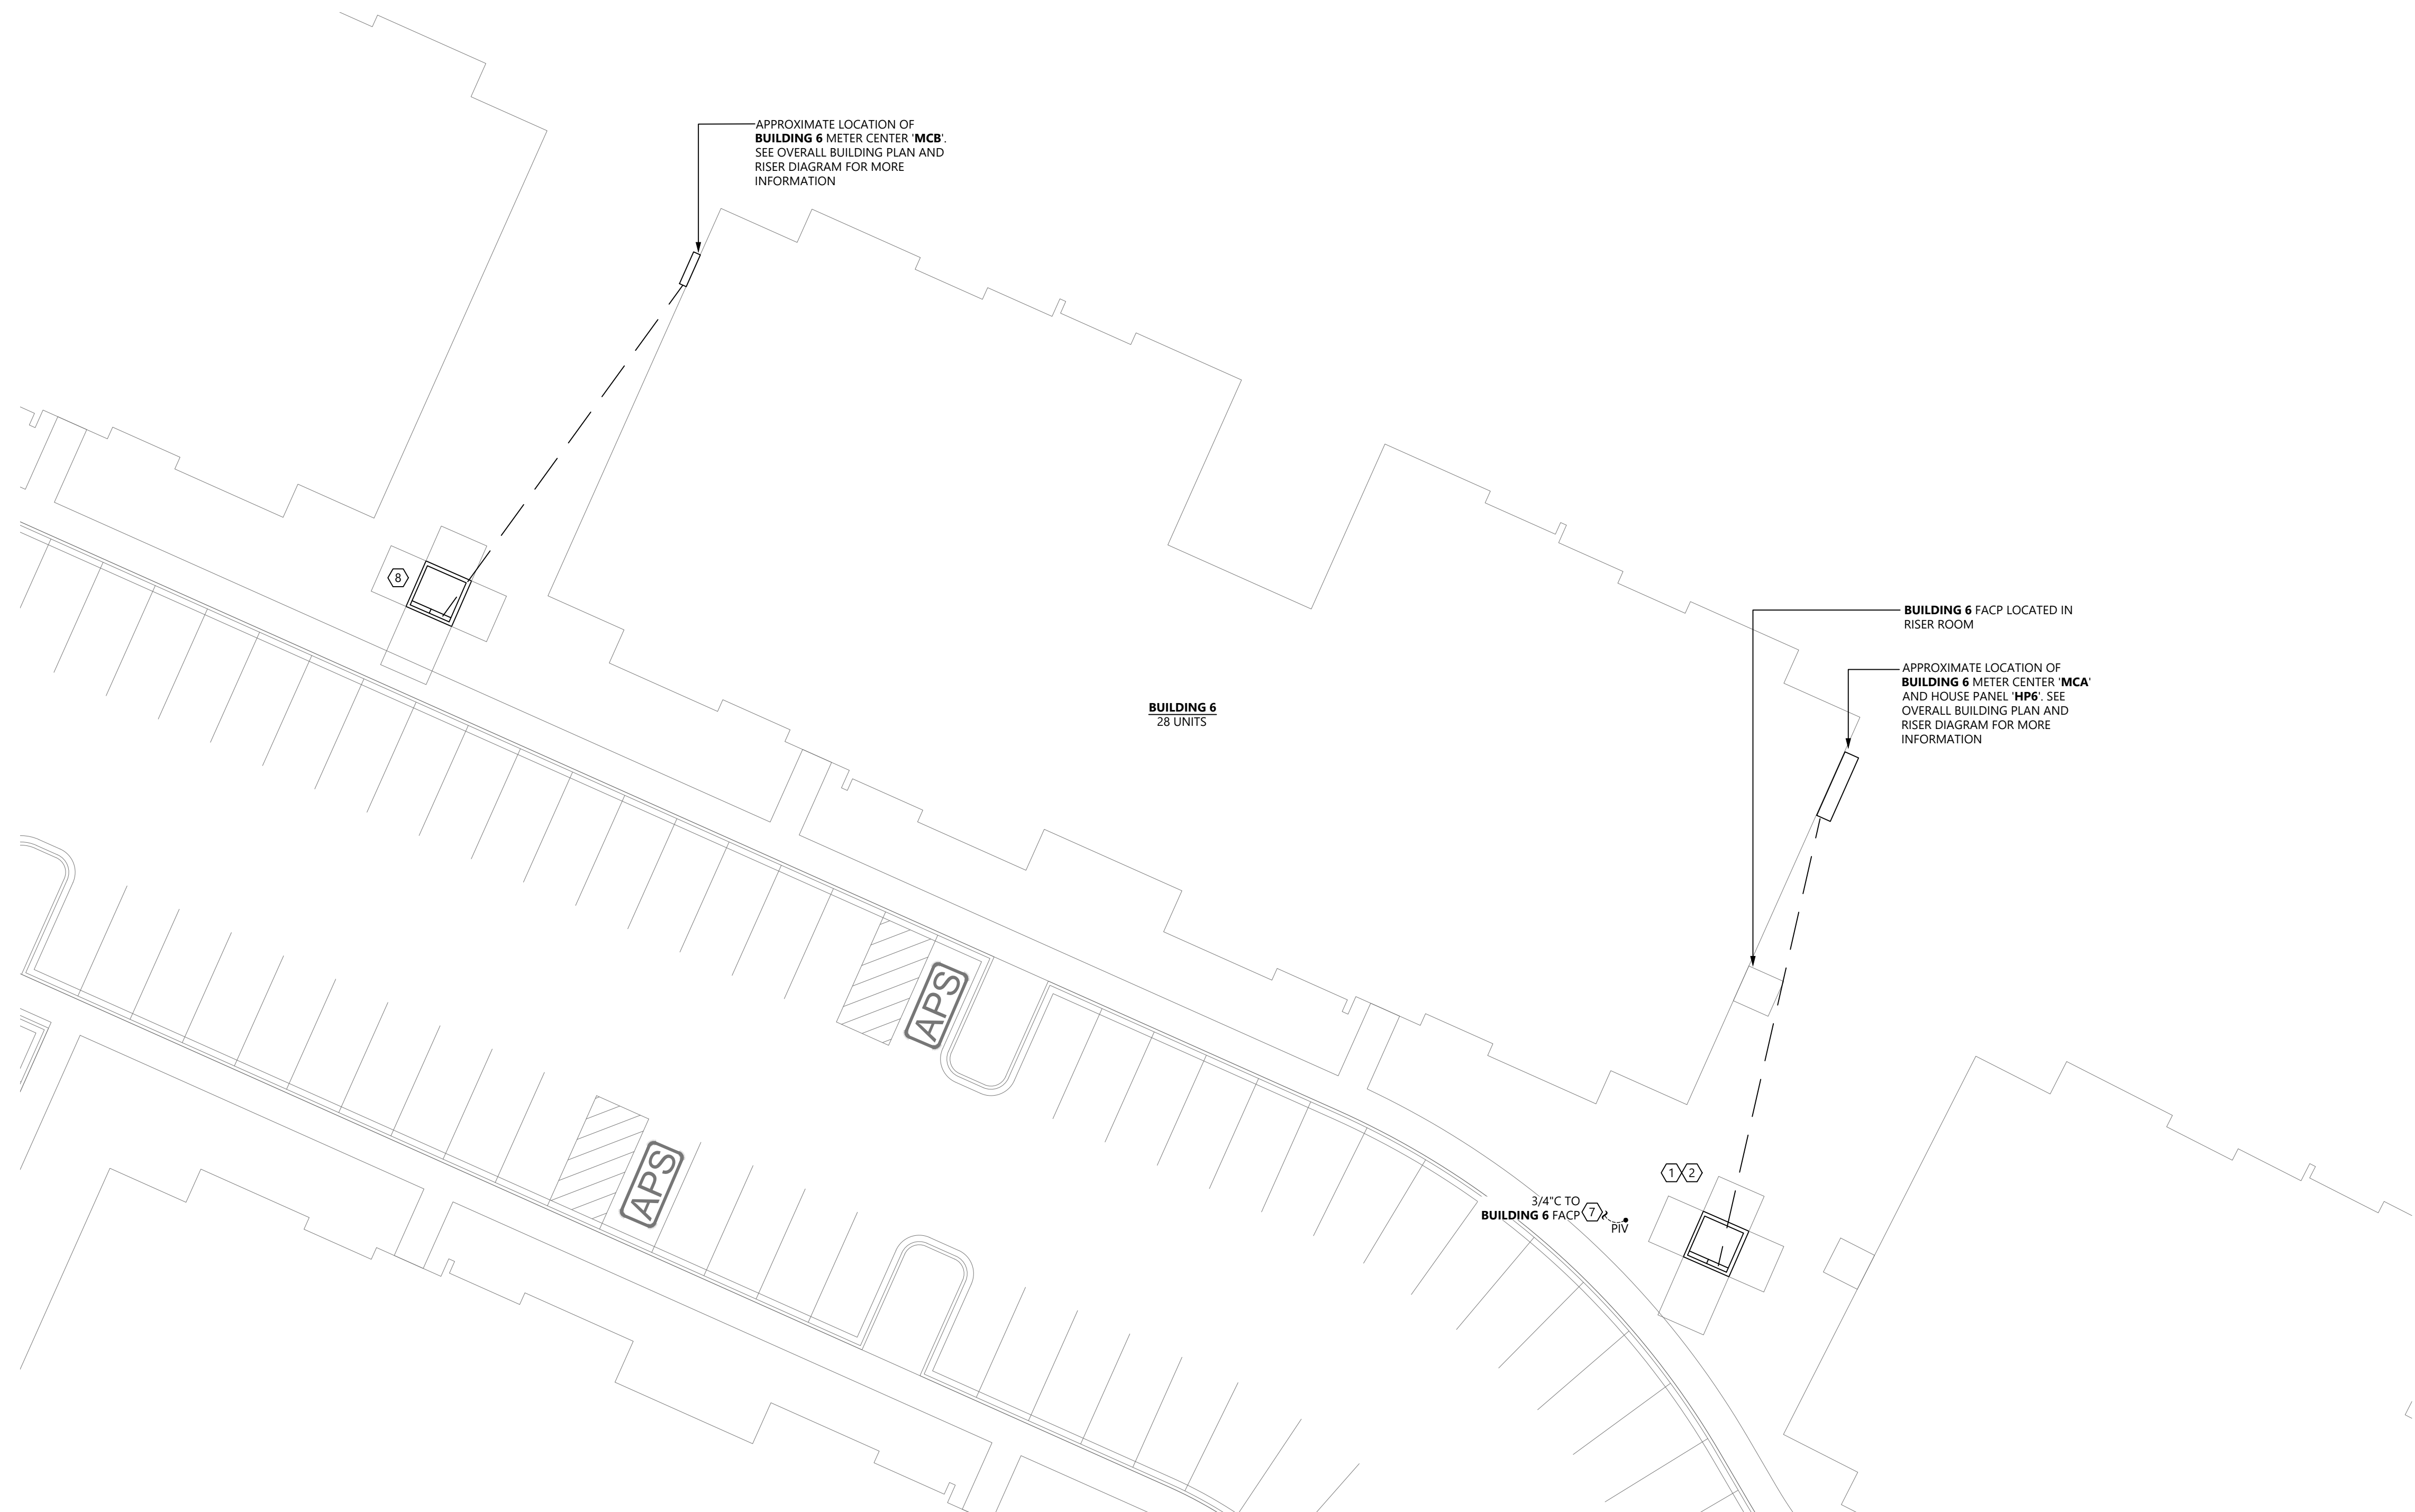 APPROXIMATE LOCATION OF
BUILDING 6 METER CENTER 'MCB'.
SEE OVERALL BUILDING PLAN AND
RISER DIAGRAM FOR MORE
INFORMATION
8
BUILDING 6 FACP LOCATED IN
RISER ROOM
APPROXIMATE LOCATION OF
BUILDING 6 METER CENTER 'MCA'
AND HOUSE PANEL 'HP6'. SEE
OVERALL BUILDING PLAN AND
RISER DIAGRAM FOR MORE
INFORMATION
BUILDING 6
28 UNITS
APS
APS
1 2
3/4"C TO
BUILDING 6 FACP 7
PIV